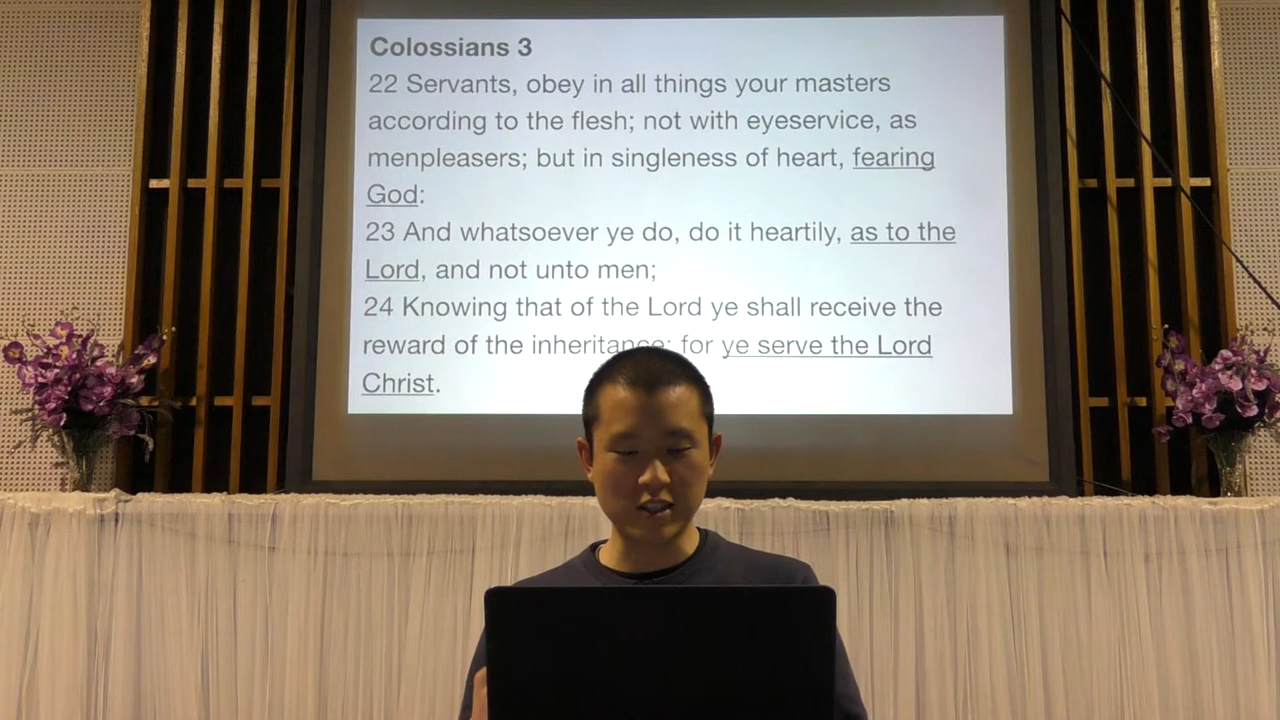 Colossians 3
22 Servants, obey in all things your masters
according to the flesh; not with eyeservice, as
menpleasers; but in singleness of heart, fearing
God:
23 And whatsoever ye do, do it heartily, as to the
Lord, and not unto men;
24 Knowing that of the Lord ye shall receive the
reward of the inheritance; for ye serve the Lord
Christ.